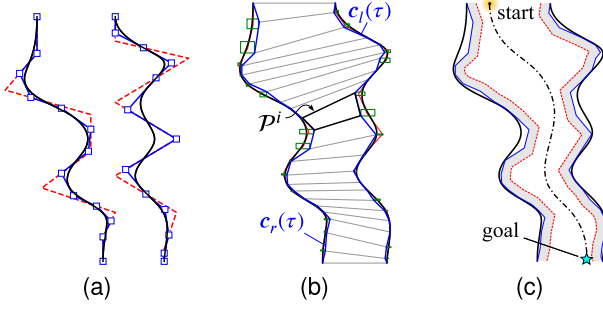 c_l(τ)
start
𝒫^i
c_r(τ)
goal
(a)
(b)
(c)